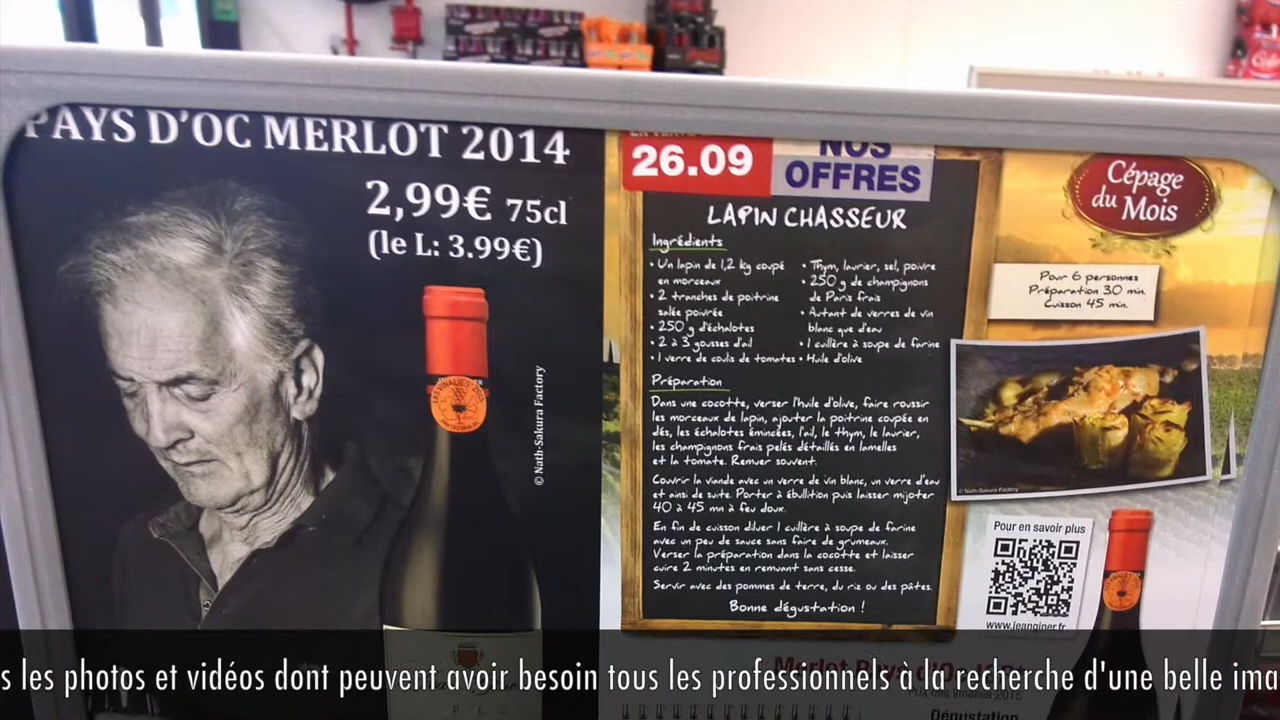 PAYS D'OC MERLOT 2014
2,99€ 75cl
(le L: 3.99€)
© Nath-Sakura Factory
26.09
NOS
OFFRES
LAPIN CHASSEUR
Ingrédients
• Un lapin de 1,2 kg coupé
en morceaux
• 2 tranches de poitrine
salée poivrée
• 250 g d'échalotes
• 2 à 3 gousses d'ail
• 1 verre de coulis de tomates
• Thym, laurier, sel, poivre
• 250 g de champignons
de Paris frais
• Autant de verres de vin
blanc que d'eau
• 1 cuillère à soupe de farine
• Huile d'olive
Préparation
Dans une cocotte, verser l'huile d'olive, faire roussir
les morceaux de lapin, ajouter la poitrine coupée en
dés, les échalotes émincées, l'ail, le thym, le laurier,
les champignons frais pelés détaillés en lamelles
et la tomate. Remuer souvent.
Couvrir la viande avec un verre de vin blanc, un verre d'eau
et ainsi de suite. Porter à ébullition puis laisser mijoter
40 à 45 mn à feu doux.
En fin de cuisson diluer 1 cuillère à soupe de farine
avec un peu de sauce sans faire de grumeaux.
Verser la préparation dans la cocotte et laisser
cuire 2 minutes en remuant sans cesse.
Servir avec des pommes de terre, du riz ou des pâtes.
Bonne dégustation !
Cépage
du Mois
Pour 6 personnes
Préparation 30 min.
Cuisson 45 min.
© Nath-Sakura Factory
Pour en savoir plus
www.jeanginer.fr
s les photos et vidéos dont peuvent avoir besoin tous les professionnels à la recherche d'une belle ima
Dégustation